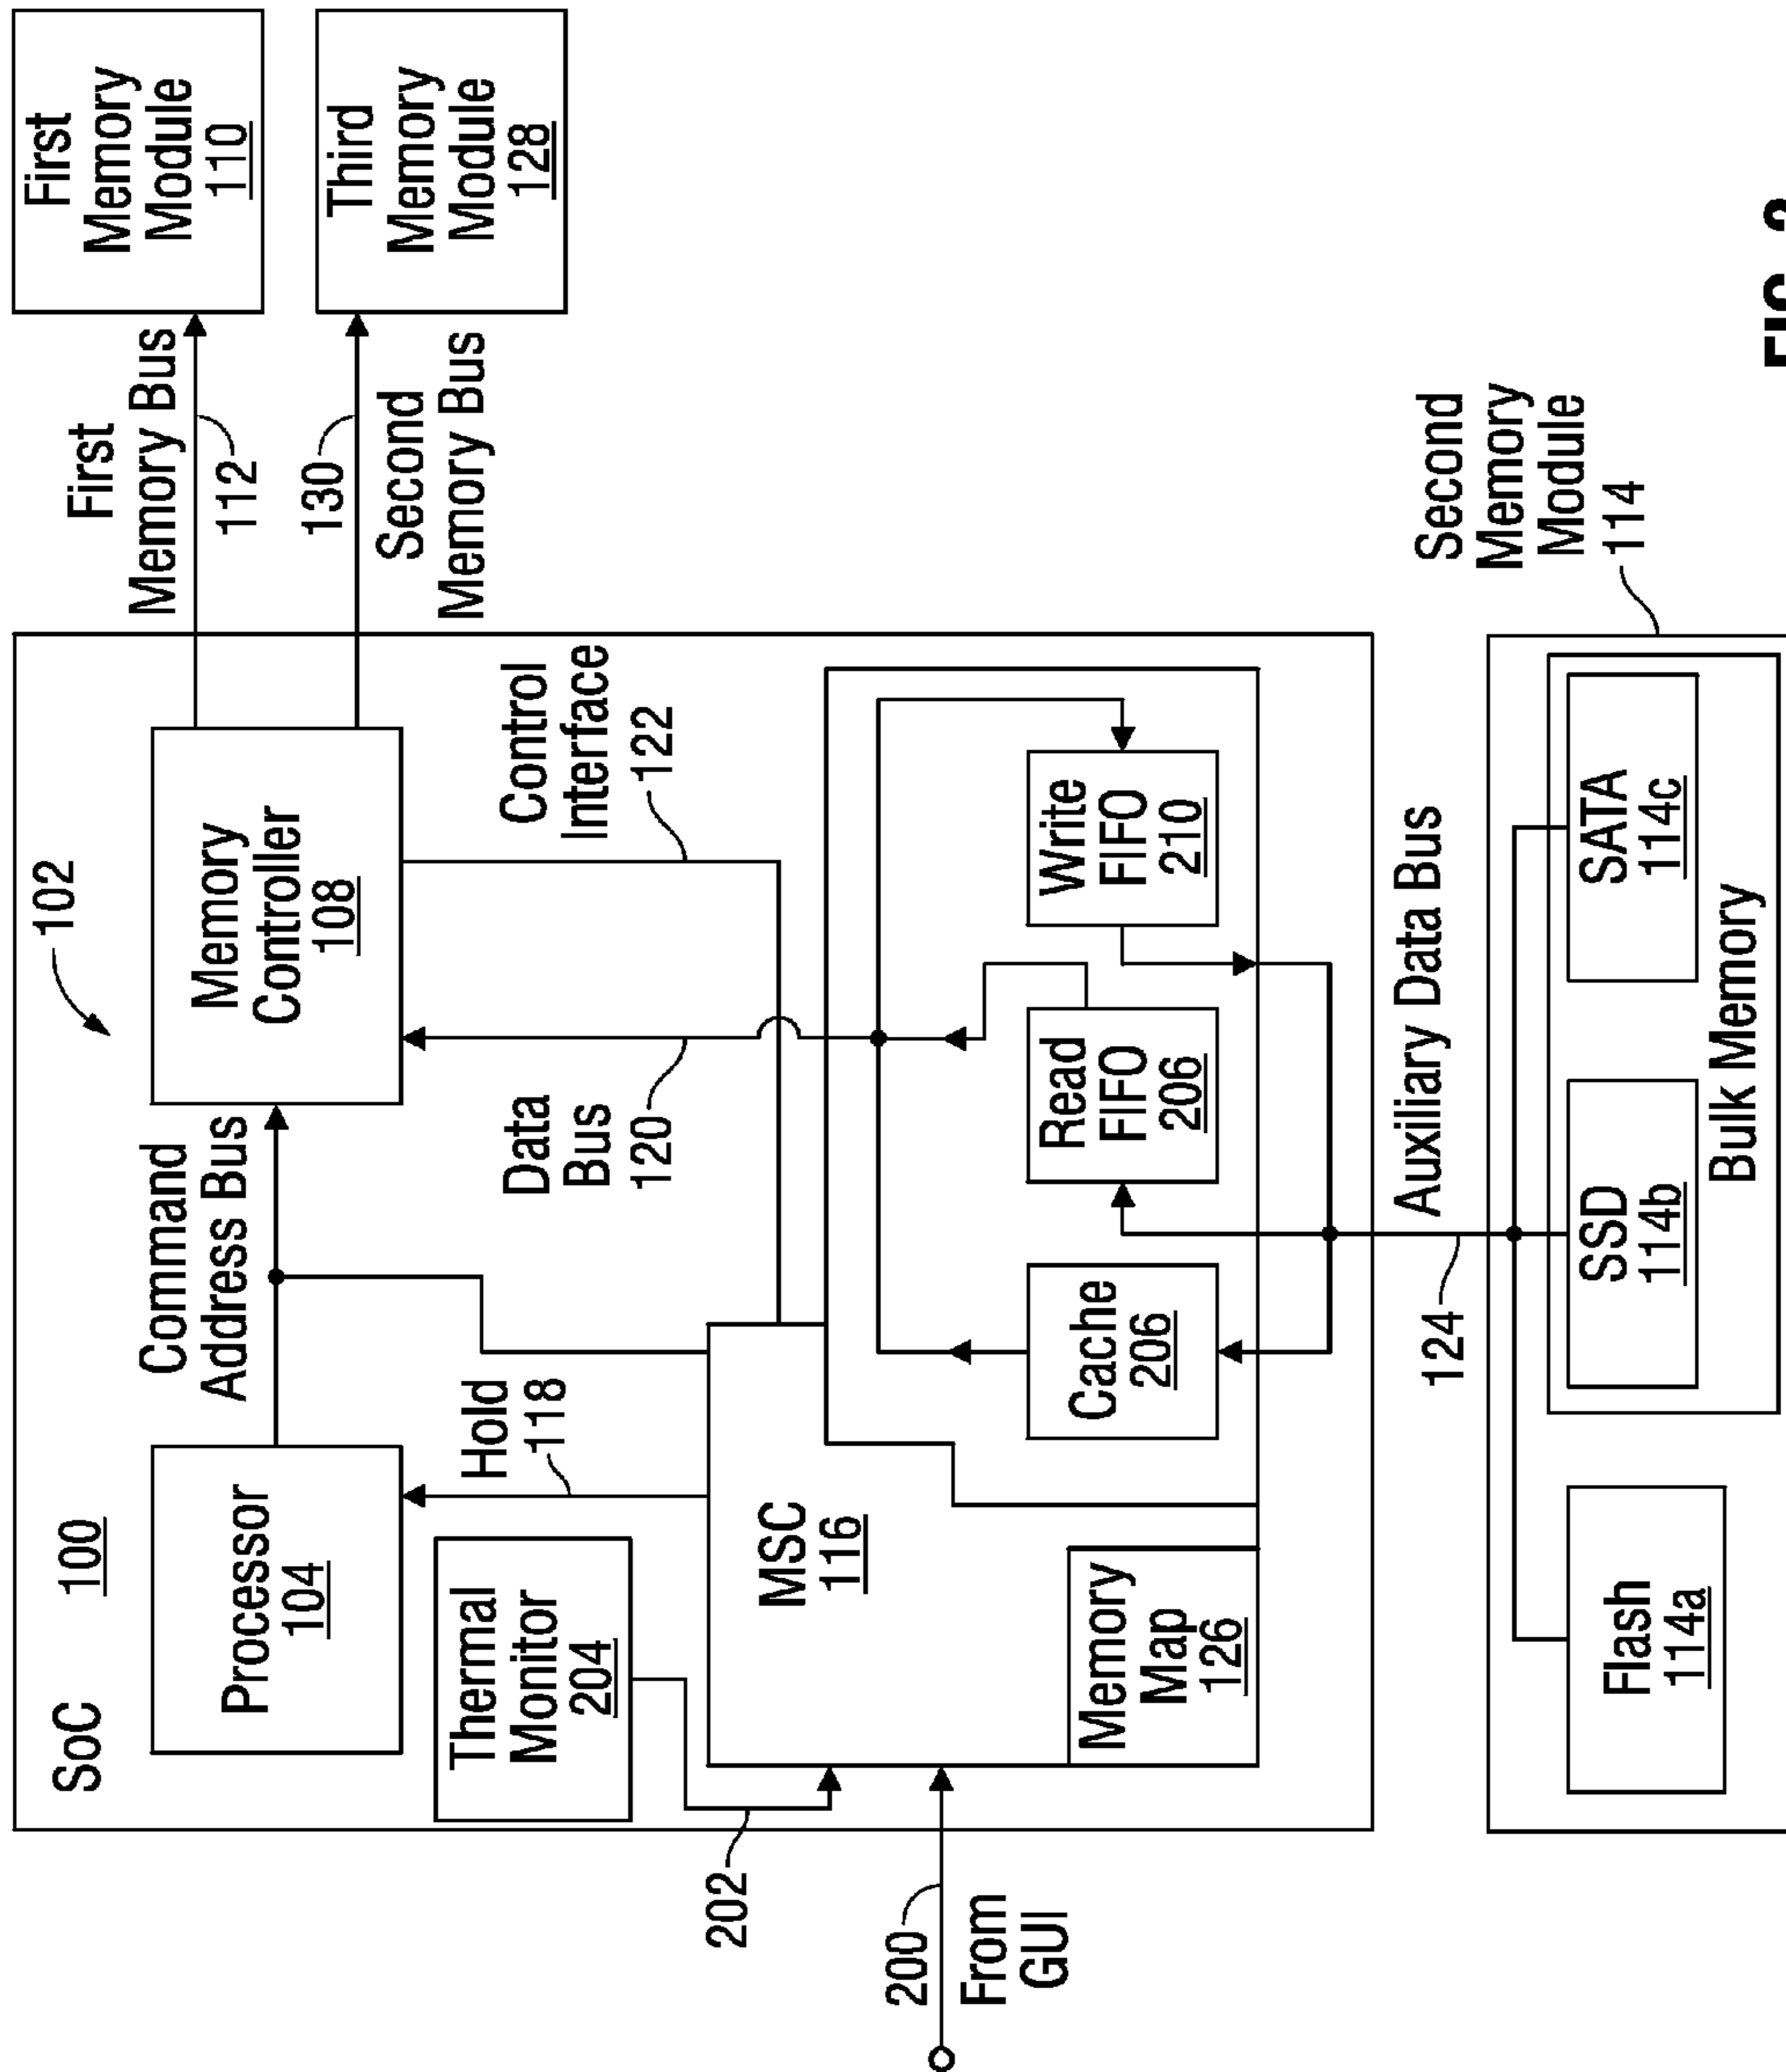 SoC
100
102
Processor
104
Command
Address Bus
Memory
Controller
108
First
Memory Bus
112
First
Memory
Module
110
130
Second
Memory Bus
Third
Memory
Module
128
Thermal
Monitor
204
Hold
118
Data
Bus
120
Control
Interface
122
202
200
From
GUI
MSC
116
Memory
Map
126
Cache
206
Read
FIFO
206
Write
FIFO
210
124
Auxiliary Data Bus
Second
Memory
Module
114
Flash
114a
SSD
114b
SATA
114c
Bulk Memory